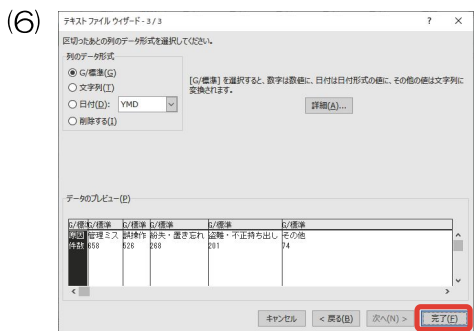 (6)
テキスト ファイル ウィザード - 3 / 3
? ×
区切ったあとの列のデータ形式を選択してください。
列のデータ形式
G/標準(G)
文字列(T)
日付(D): YMD
削除する(I)
[G/標準] を選択すると、数字は数値に、日付は日付形式の値に、その他の値は文字列に
変換されます。
詳細(A)...
データのプレビュー(P)
G/標準 G/標準 G/標準 G/標準 G/標準 G/標準
原因 管理ミス 誤操作 紛失・置き忘れ 盗難・不正持ち出し その他
件数 658 526 268 201 74
キャンセル < 戻る(B) 次へ(N) > 完了(F)